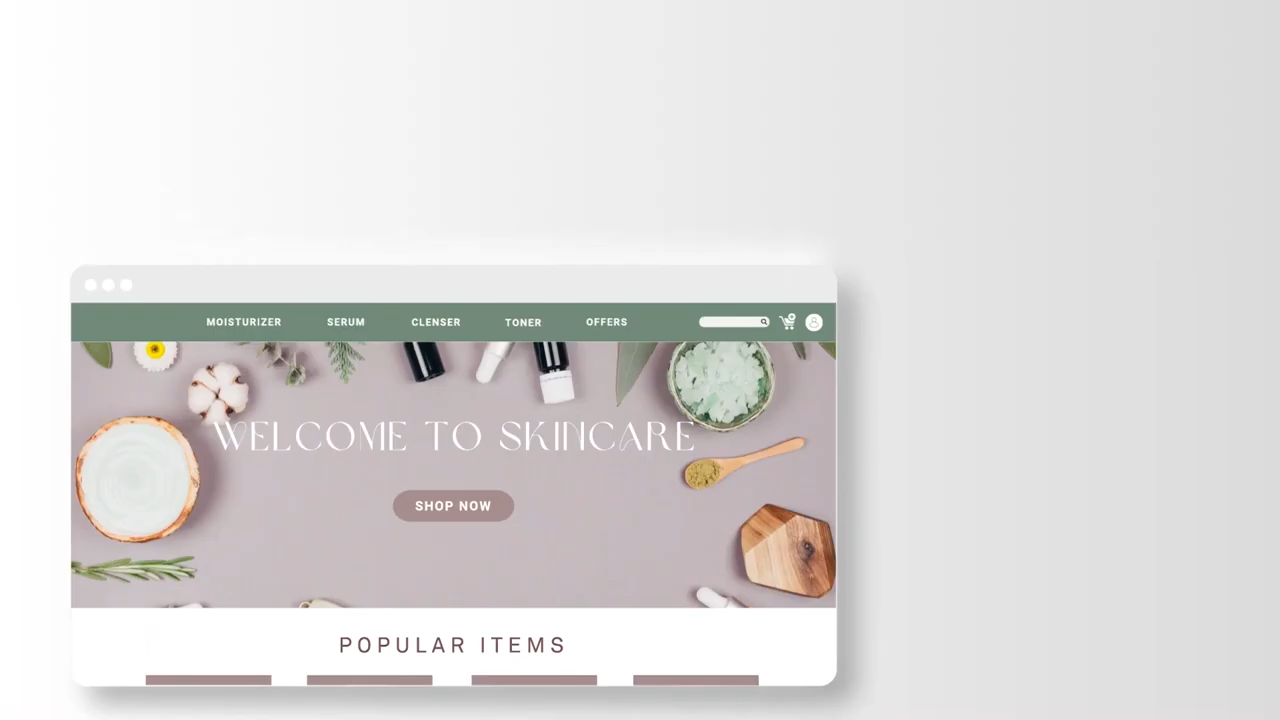 MOISTURIZER SERUM CLENSER TONER OFFERS
WELCOME TO SKINCARE
SHOP NOW
POPULAR ITEMS